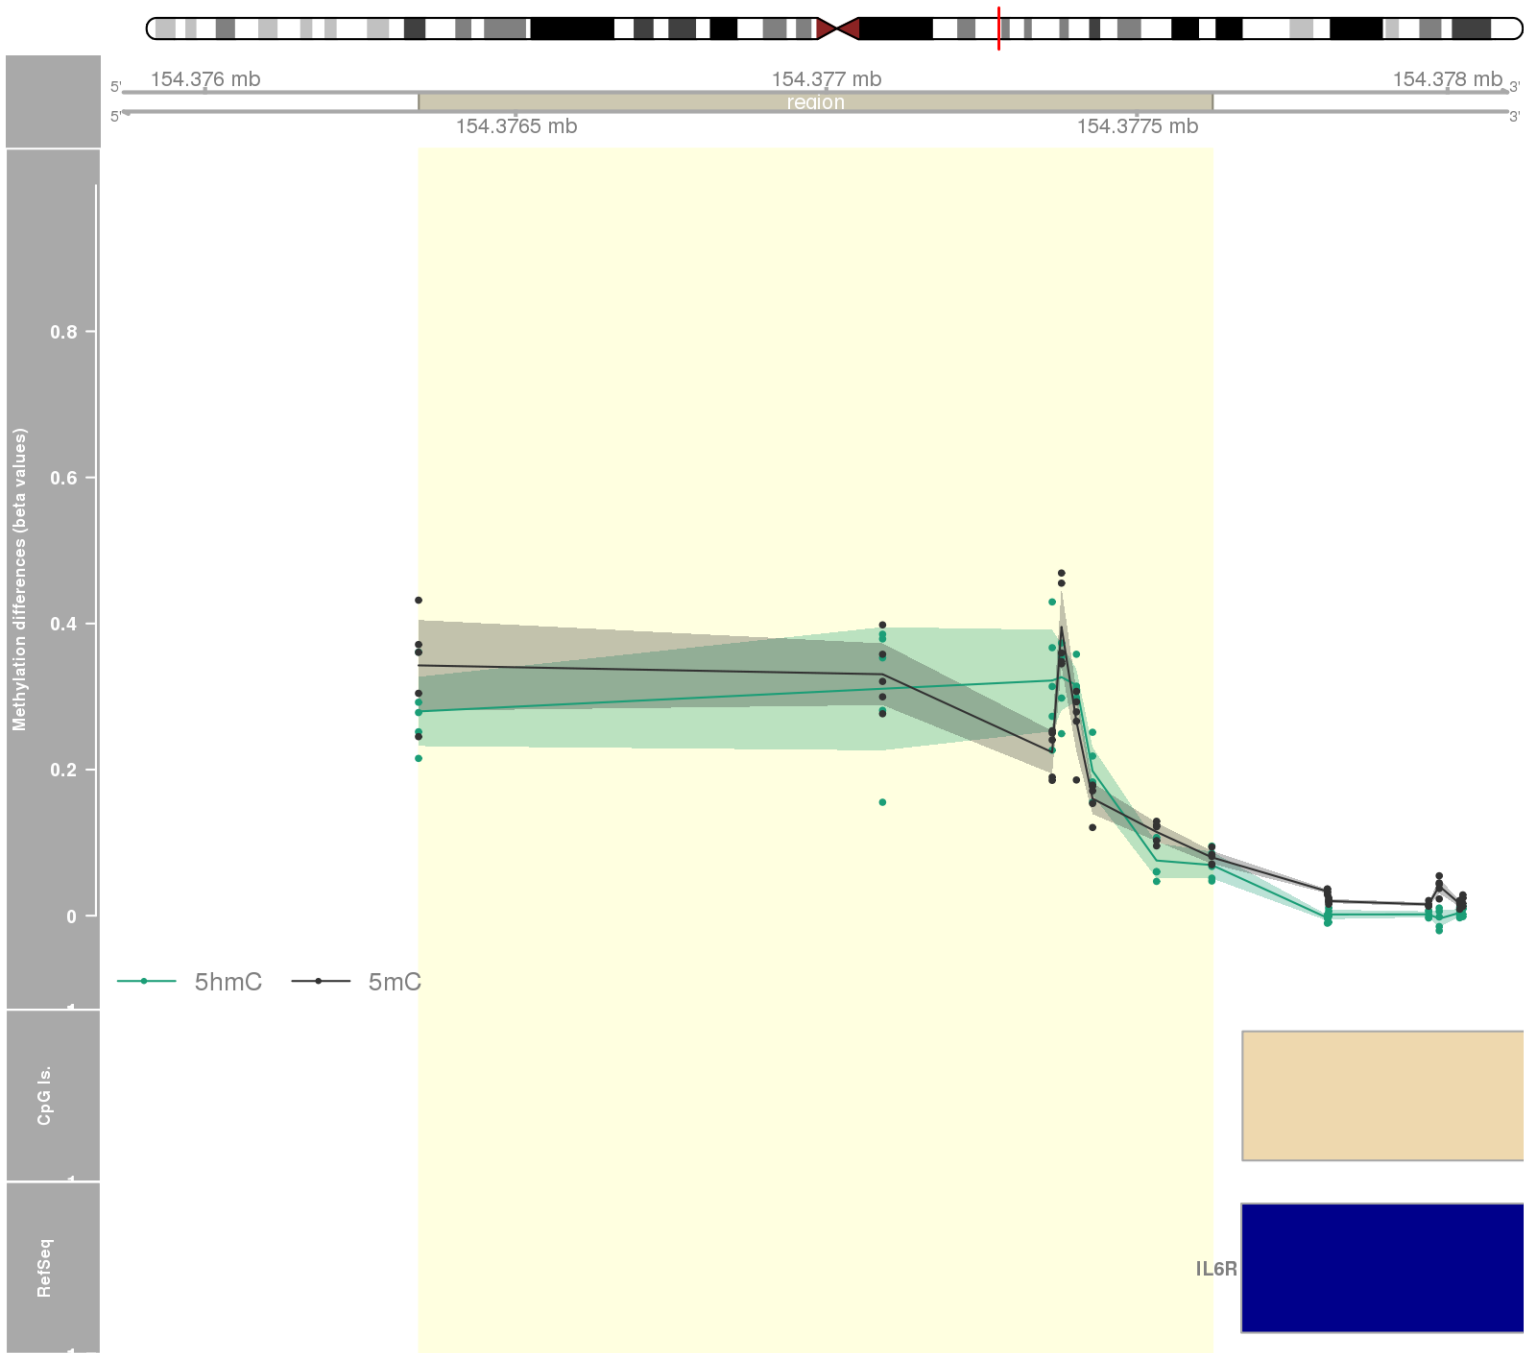 154.376 mb 154.377 mb 154.378 mb
5' 3'
region
5' 3'
154.3765 mb 154.3775 mb
Methylation differences (beta values)
0.8
0.6
0.4
0.2
0
5hmC 5mC
CpG Is.
RefSeq
IL6R